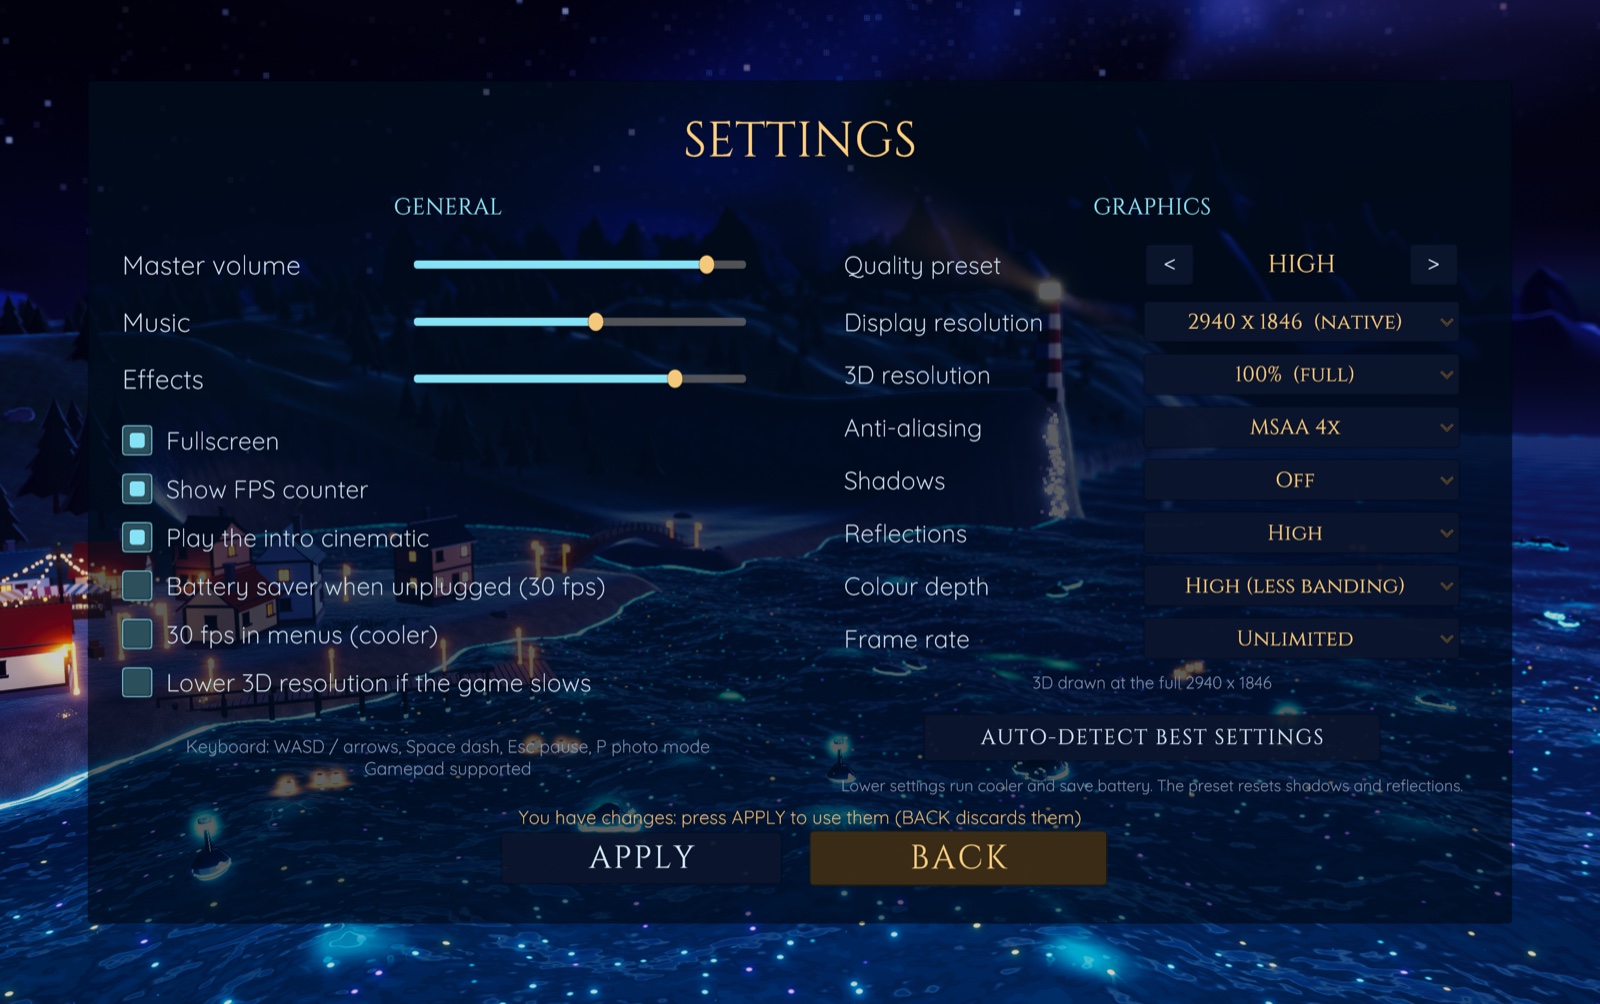 SETTINGS
GENERAL
Master volume
Music
Effects
Fullscreen
Show FPS counter
Play the intro cinematic
Battery saver when unplugged (30 fps)
30 fps in menus (cooler)
Lower 3D resolution if the game slows
Keyboard: WASD / arrows, Space dash, Esc pause, P photo mode
Gamepad supported
GRAPHICS
Quality preset < HIGH >
Display resolution 2940 X 1846 (NATIVE)
3D resolution 100% (FULL)
Anti-aliasing MSAA 4X
Shadows OFF
Reflections HIGH
Colour depth HIGH (LESS BANDING)
Frame rate UNLIMITED
3D drawn at the full 2940 x 1846
AUTO-DETECT BEST SETTINGS
Lower settings run cooler and save battery. The preset resets shadows and reflections.
You have changes: press APPLY to use them (BACK discards them)
APPLY BACK